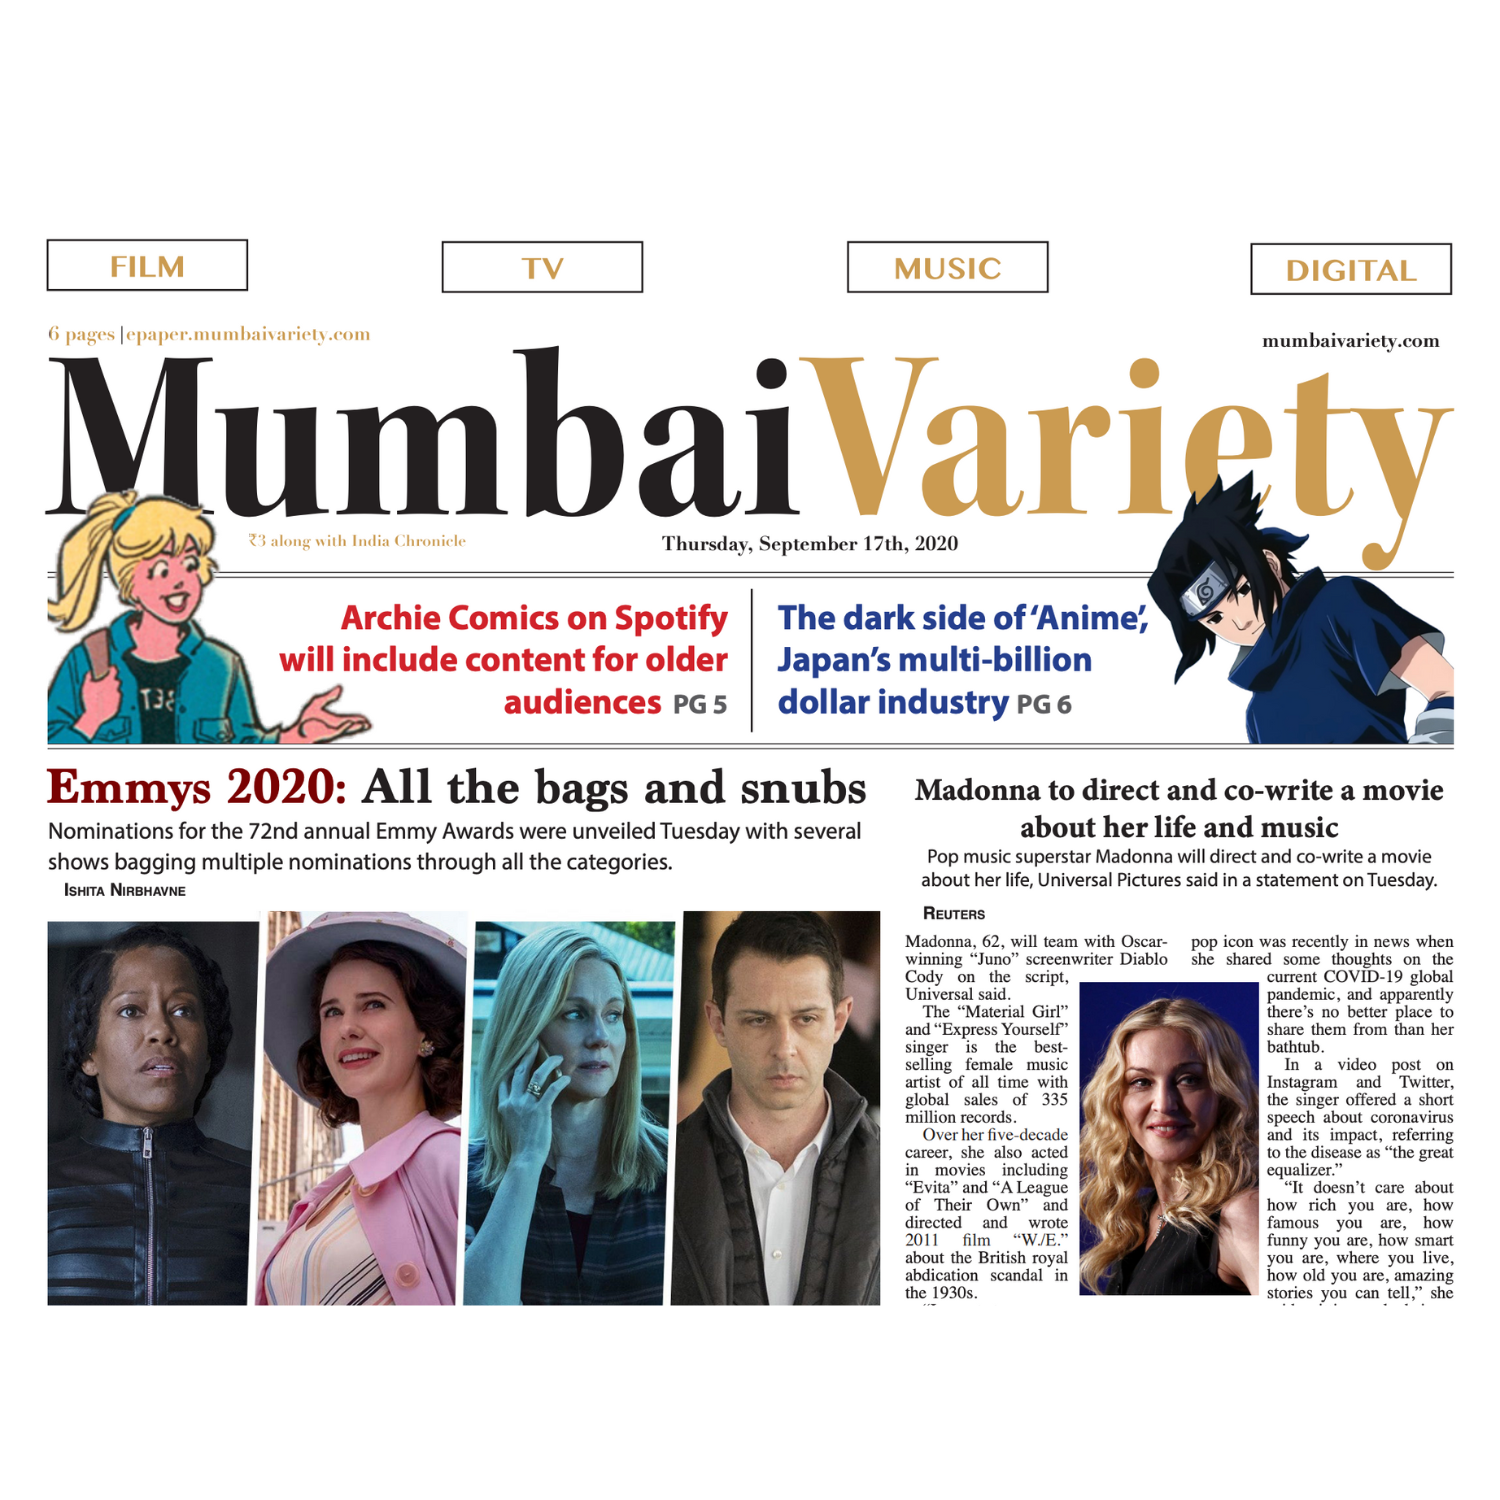 FILM
TV
MUSIC
DIGITAL
6 pages |epaper.mumbaivariety.com
mumbaivariety.com
MumbaiVariety
₹3 along with India Chronicle
Thursday, September 17th, 2020
Archie Comics on Spotify
will include content for older
audiences PG 5
The dark side of ‘Anime’,
Japan’s multi-billion
dollar industry PG 6
Emmys 2020: All the bags and snubs
Nominations for the 72nd annual Emmy Awards were unveiled Tuesday with several
shows bagging multiple nominations through all the categories.
Ishita Nirbhavne
Madonna to direct and co-write a movie
about her life and music
Pop music superstar Madonna will direct and co-write a movie
about her life, Universal Pictures said in a statement on Tuesday.
Reuters
Madonna, 62, will team with Oscar-
winning “Juno” screenwriter Diablo
Cody on the script,
Universal said.
The “Material Girl”
and “Express Yourself”
singer is the best-
selling female music
artist of all time with
global sales of 335
million records.
Over her five-decade
career, she also acted
in movies including
“Evita” and “A League
of Their Own” and
directed and wrote
2011 film “W./E.”
about the British royal
abdication scandal in
the 1930s.
pop icon was recently in news when
she shared some thoughts on the
current COVID-19 global
pandemic, and apparently
there’s no better place to
share them from than her
bathtub.
In a video post on
Instagram and Twitter,
the singer offered a short
speech about coronavirus
and its impact, referring
to the disease as “the great
equalizer.”
“It doesn’t care about
how rich you are, how
famous you are, how
funny you are, how smart
you are, where you live,
how old you are, amazing
stories you can tell,” she